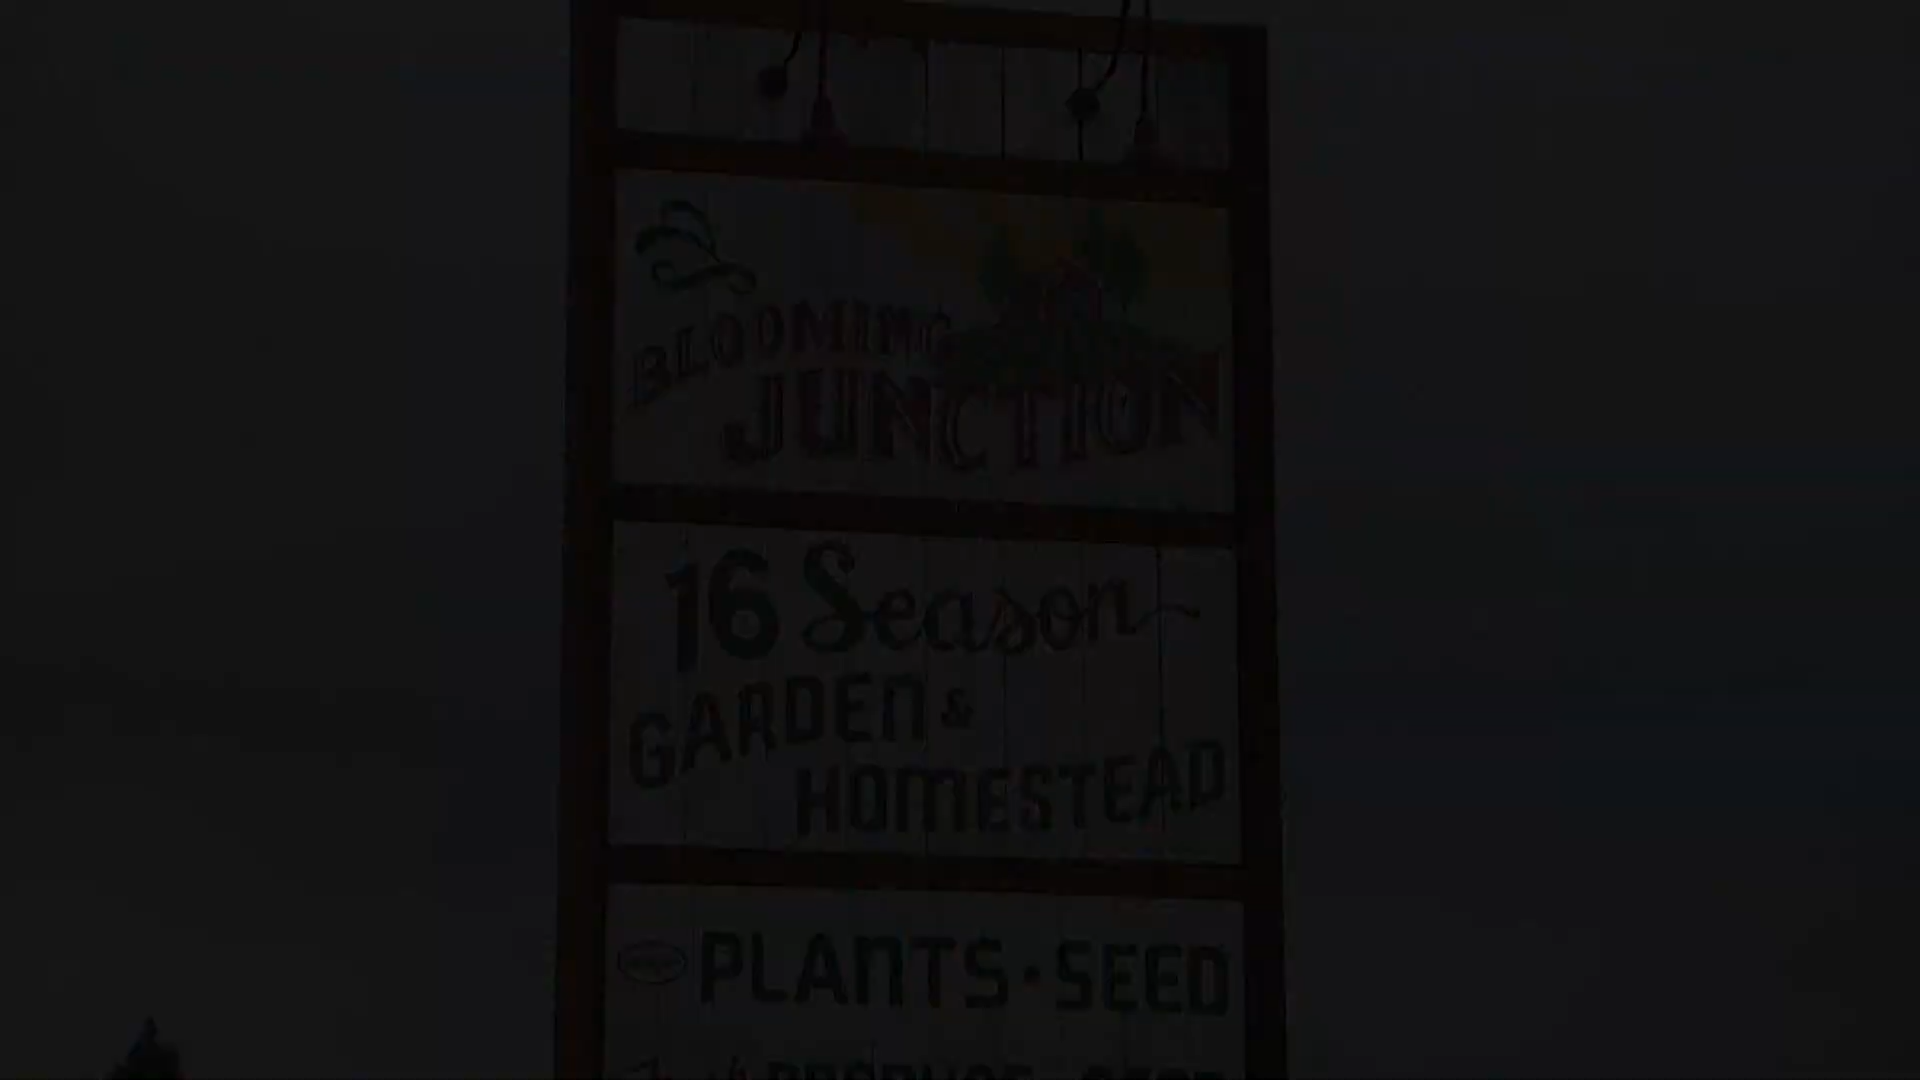 BLOOMING
JUNCTION
16 Season
GARDEN &
HOMESTEAD
PLANTS · SEED